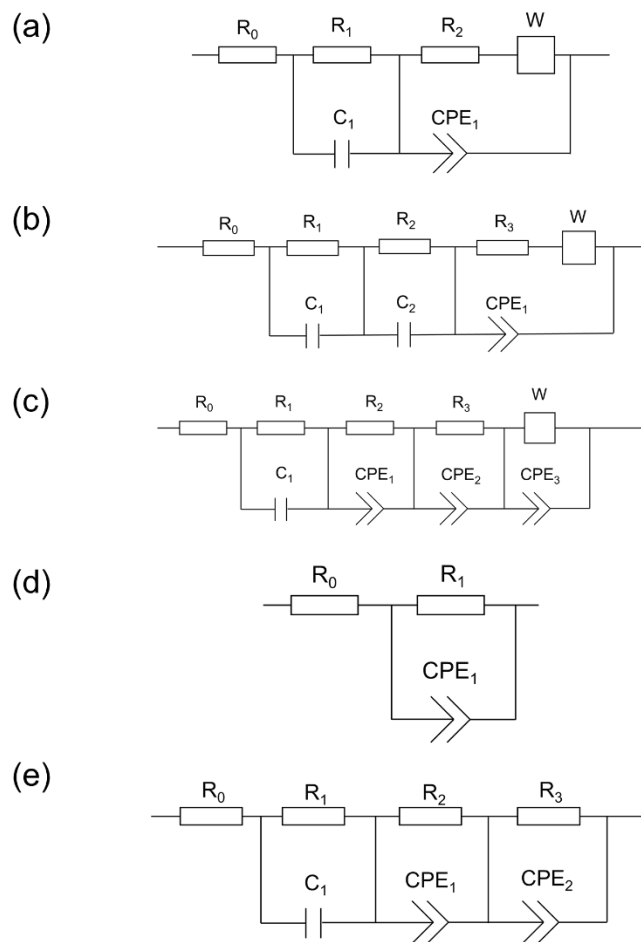 (a)
R₀ R₁ R₂ W
C₁ CPE₁
(b)
R₀ R₁ R₂ R₃ W
C₁ C₂ CPE₁
(c)
R₀ R₁ R₂ R₃ W
C₁ CPE₁ CPE₂ CPE₃
(d)
R₀ R₁
CPE₁
(e)
R₀ R₁ R₂ R₃
C₁ CPE₁ CPE₂